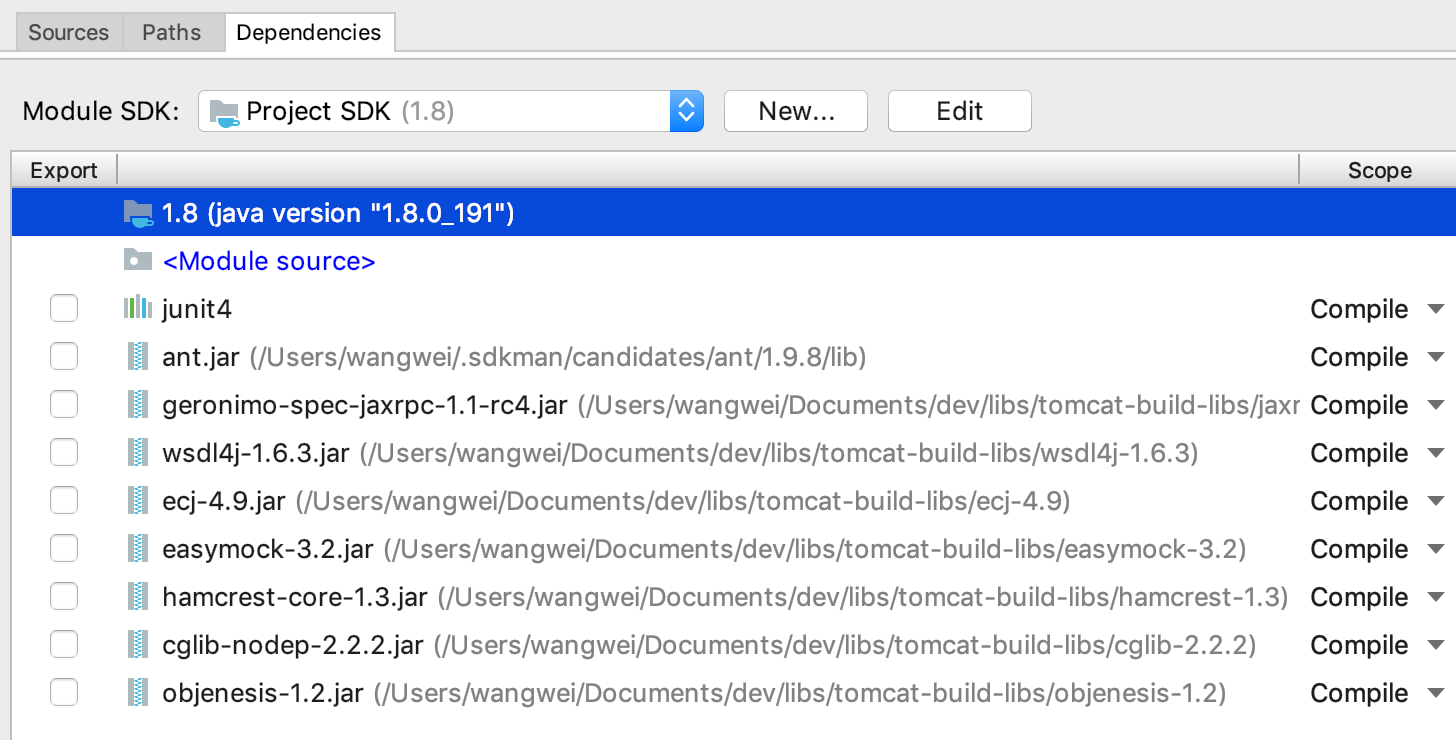 Sources Paths Dependencies
Module SDK: Project SDK (1.8) New... Edit
Export Scope
1.8 (java version "1.8.0_191")
<Module source>
junit4 Compile
ant.jar (/Users/wangwei/.sdkman/candidates/ant/1.9.8/lib) Compile
geronimo-spec-jaxrpc-1.1-rc4.jar (/Users/wangwei/Documents/dev/libs/tomcat-build-libs/jaxr Compile
wsdl4j-1.6.3.jar (/Users/wangwei/Documents/dev/libs/tomcat-build-libs/wsdl4j-1.6.3) Compile
ecj-4.9.jar (/Users/wangwei/Documents/dev/libs/tomcat-build-libs/ecj-4.9) Compile
easymock-3.2.jar (/Users/wangwei/Documents/dev/libs/tomcat-build-libs/easymock-3.2) Compile
hamcrest-core-1.3.jar (/Users/wangwei/Documents/dev/libs/tomcat-build-libs/hamcrest-1.3) Compile
cglib-nodep-2.2.2.jar (/Users/wangwei/Documents/dev/libs/tomcat-build-libs/cglib-2.2.2) Compile
objenesis-1.2.jar (/Users/wangwei/Documents/dev/libs/tomcat-build-libs/objenesis-1.2) Compile